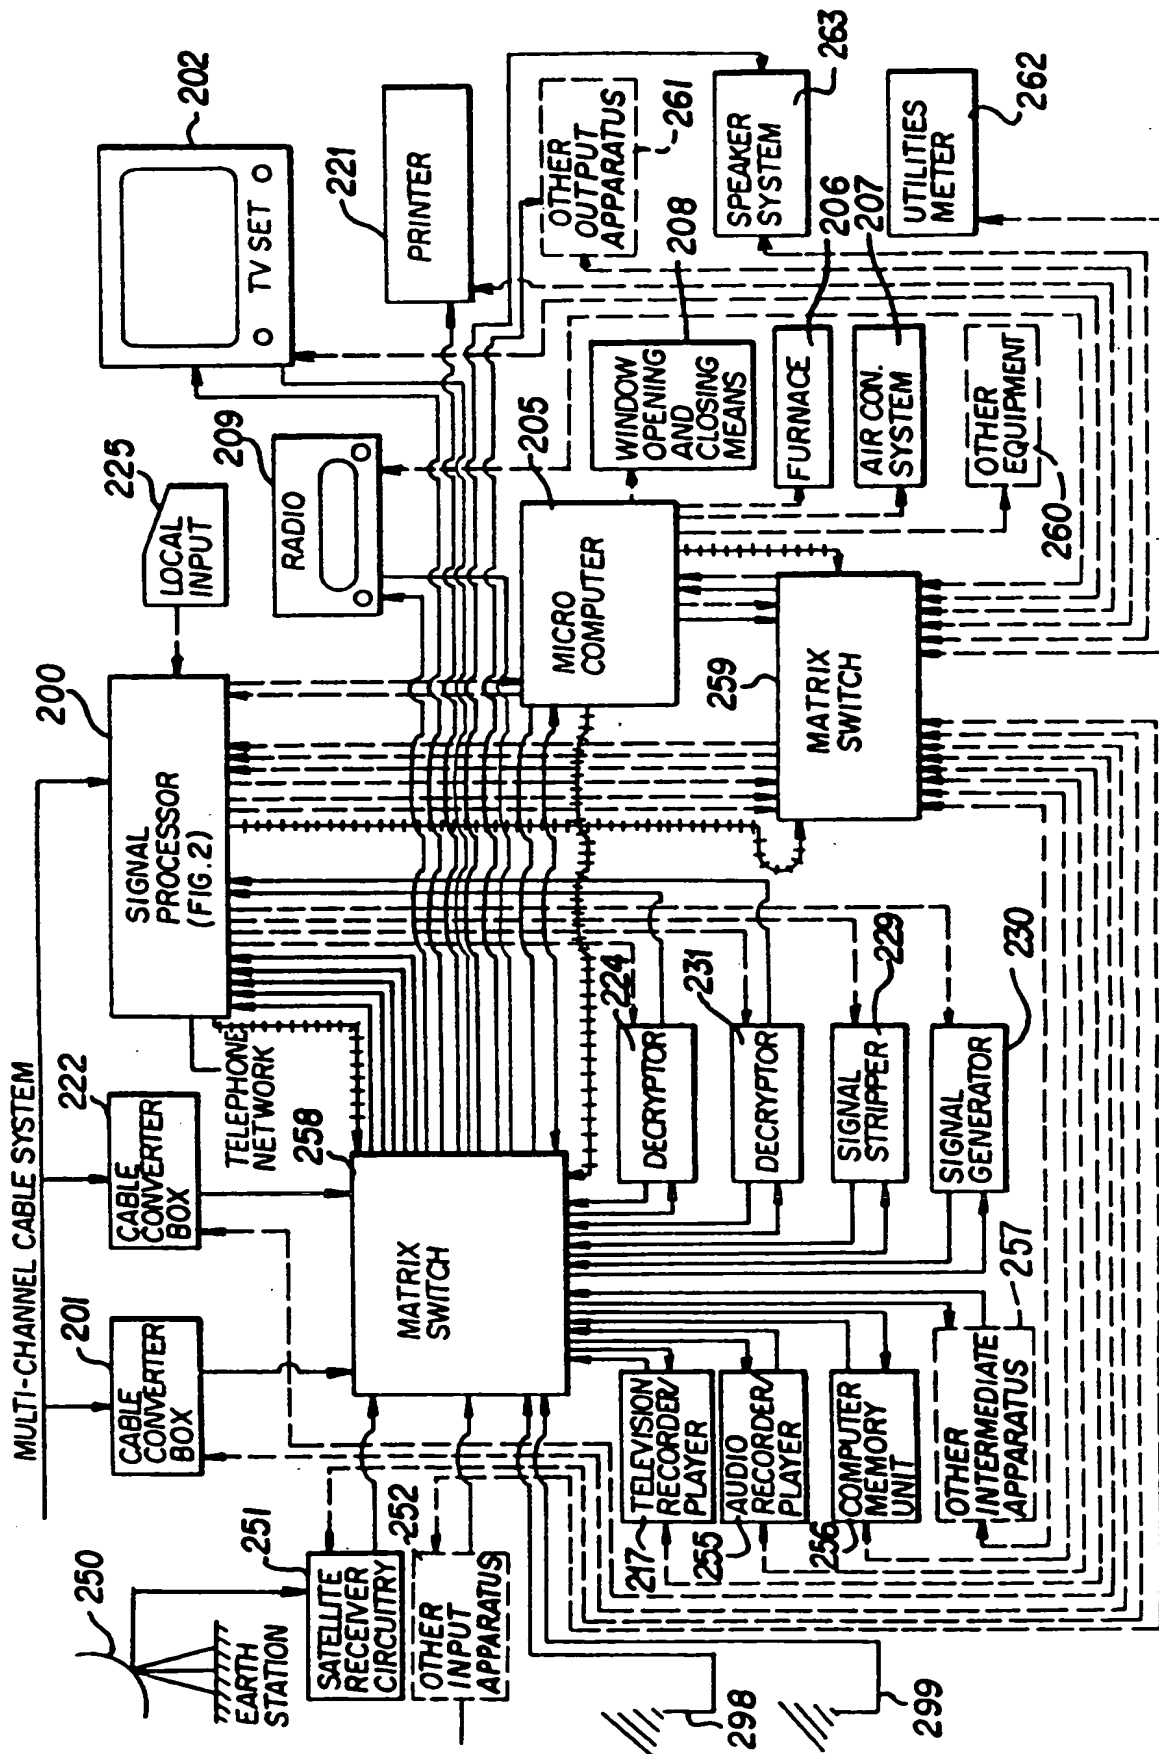 MULTI-CHANNEL CABLE SYSTEM
250
EARTH
STATION
251
SATELLITE
RECEIVER
CIRCUITRY
252
OTHER
INPUT
APPARATUS
298
299
201
CABLE
CONVERTER
BOX
222
CABLE
CONVERTER
BOX
TELEPHONE
NETWORK
258
MATRIX
SWITCH
200
SIGNAL
PROCESSOR
(FIG.2)
225
LOCAL
INPUT
209
RADIO
202
TV SET
221
PRINTER
OTHER
OUTPUT
APPARATUS
261
263
SPEAKER
SYSTEM
262
UTILITIES
METER
205
MICRO
COMPUTER
208
WINDOW
OPENING
AND
CLOSING
MEANS
206
FURNACE
207
AIR CON.
SYSTEM
OTHER
EQUIPMENT
260
259
MATRIX
SWITCH
224
DECRYPTOR
231
DECRYPTOR
229
SIGNAL
STRIPPER
230
SIGNAL
GENERATOR
217
TELEVISION
RECORDER/
PLAYER
255
AUDIO
RECORDER/
PLAYER
256
COMPUTER
MEMORY
UNIT
257
OTHER
INTERMEDIATE
APPARATUS